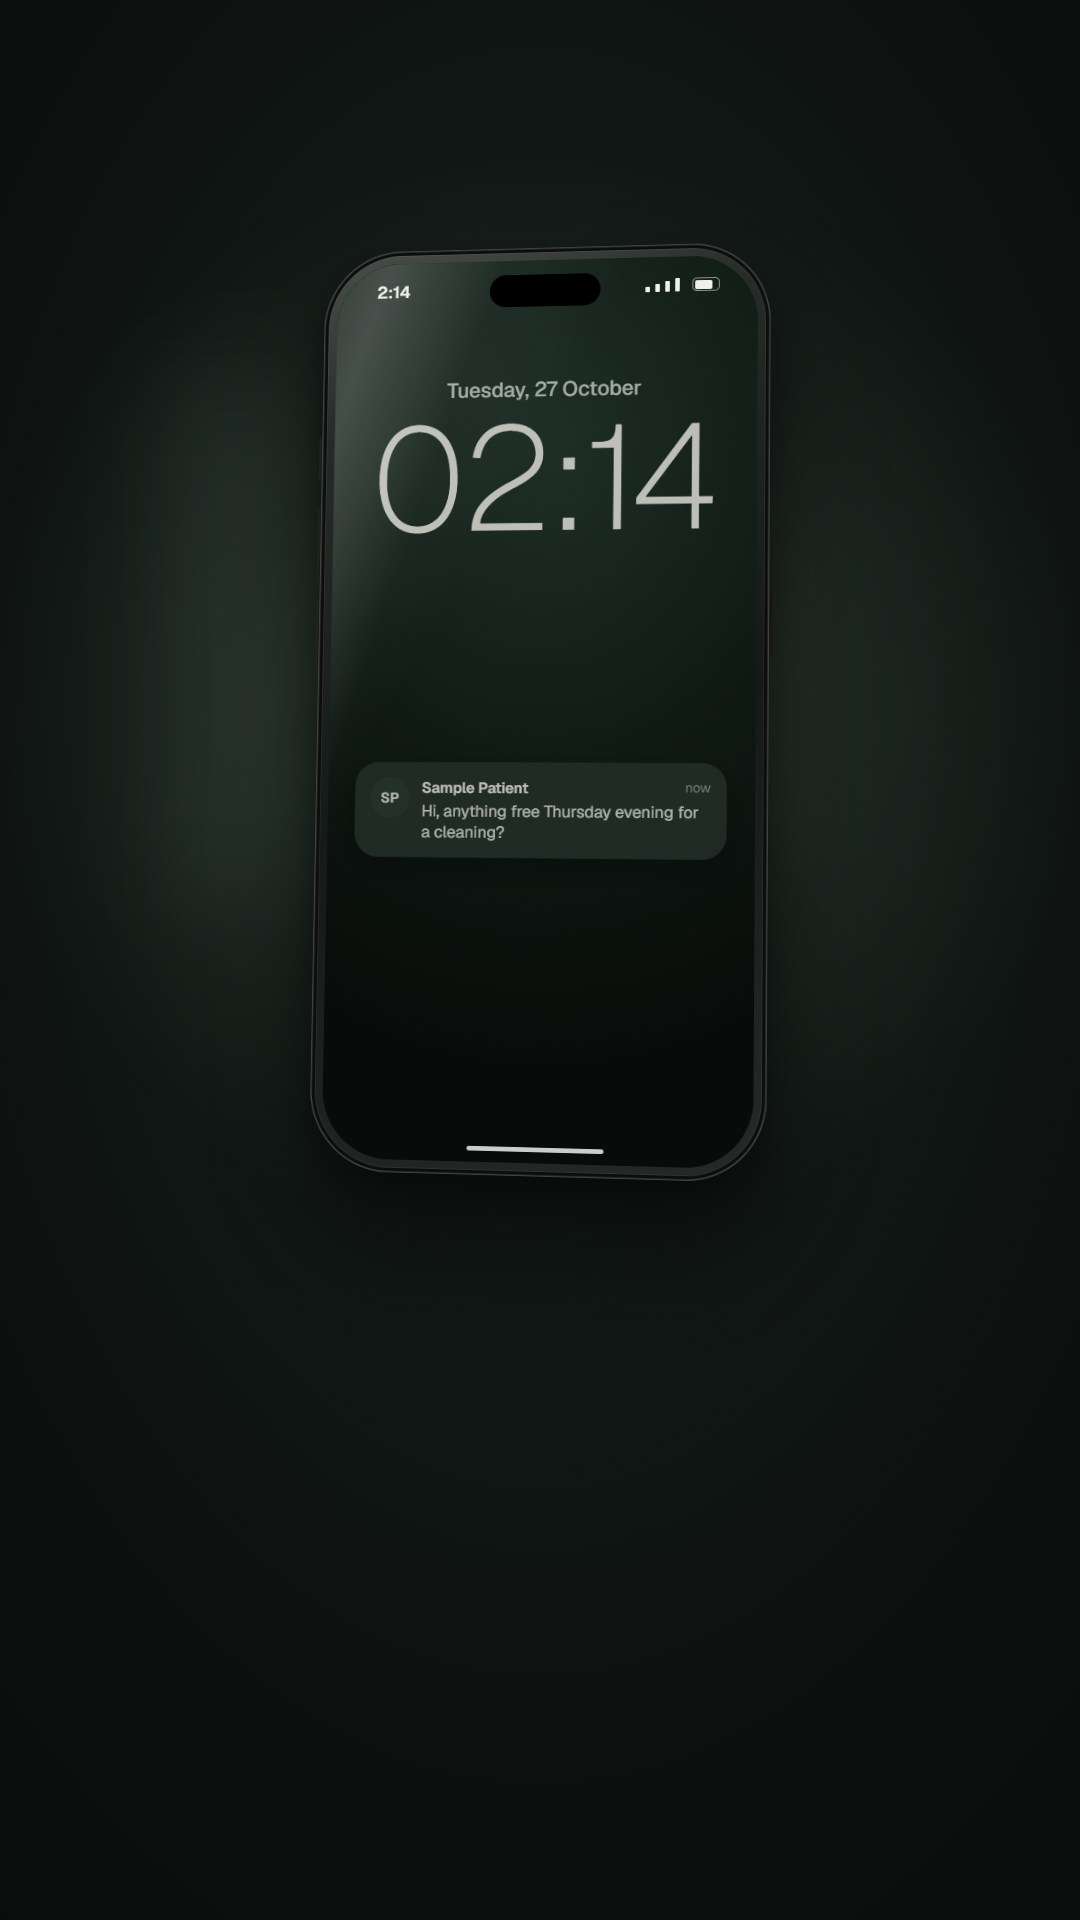 2:14
Tuesday, 27 October
02:14
SP
Sample Patient
now
Hi, anything free Thursday evening for
a cleaning?